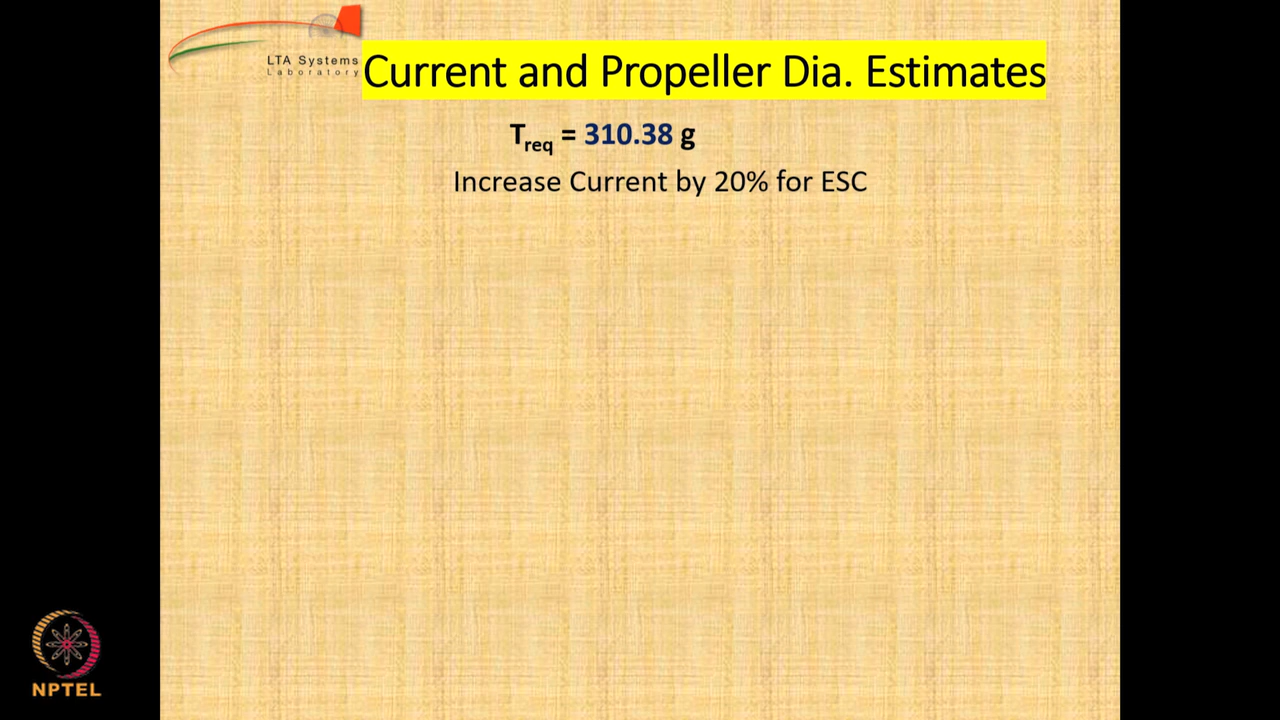 LTA Systems
Laboratory
Current and Propeller Dia. Estimates
Treq = 310.38 g
Increase Current by 20% for ESC
NPTEL